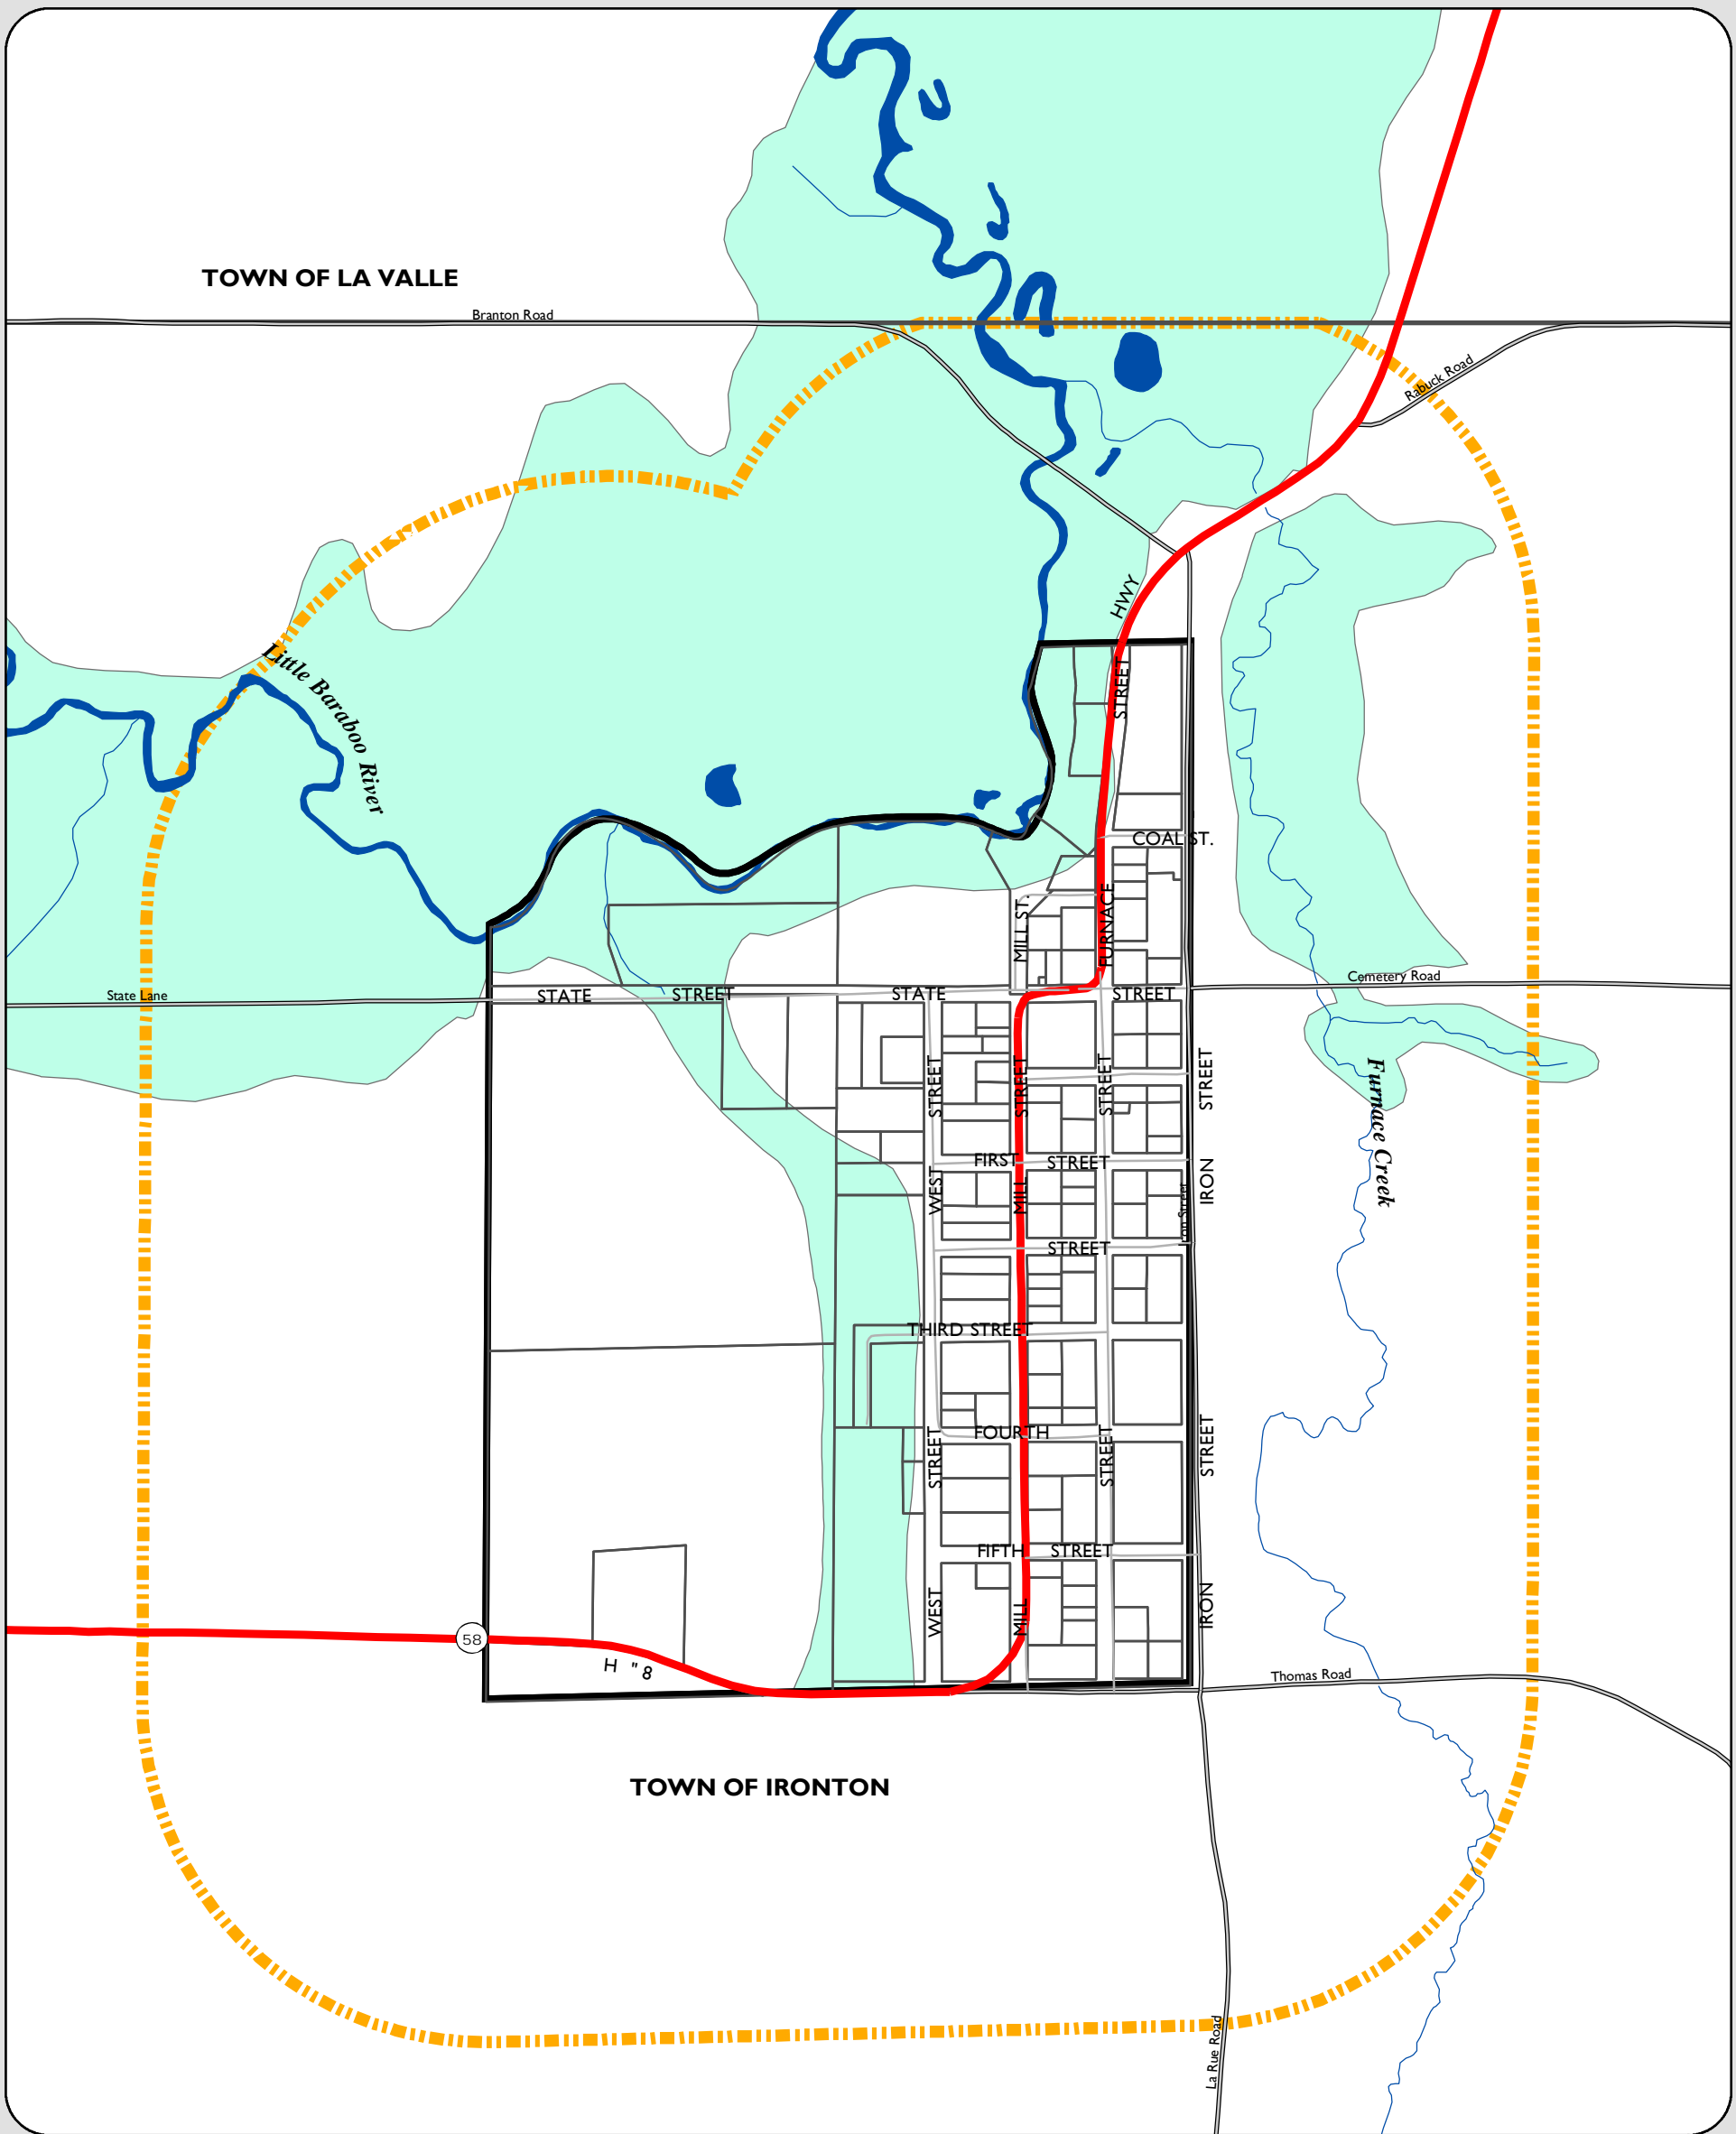 TOWN OF LA VALLE
Branton Road
Rabuck Road
HWY
Little Baraboo River
STREET
COAL ST.
MILL ST.
FURNACE
Cemetery Road
State Lane
STATE
STREET
STATE
STREET
STREET
STREET
STREET
STREET
Furnace Creek
FIRST
STREET
WEST
MILL
IRON
Iron Street
STREET
THIRD STREET
FOURTH
STREET
STREET
STREET
FIFTH
STREET
WEST
MILL
IRON
58
H "8
Thomas Road
TOWN OF IRONTON
La Rue Road